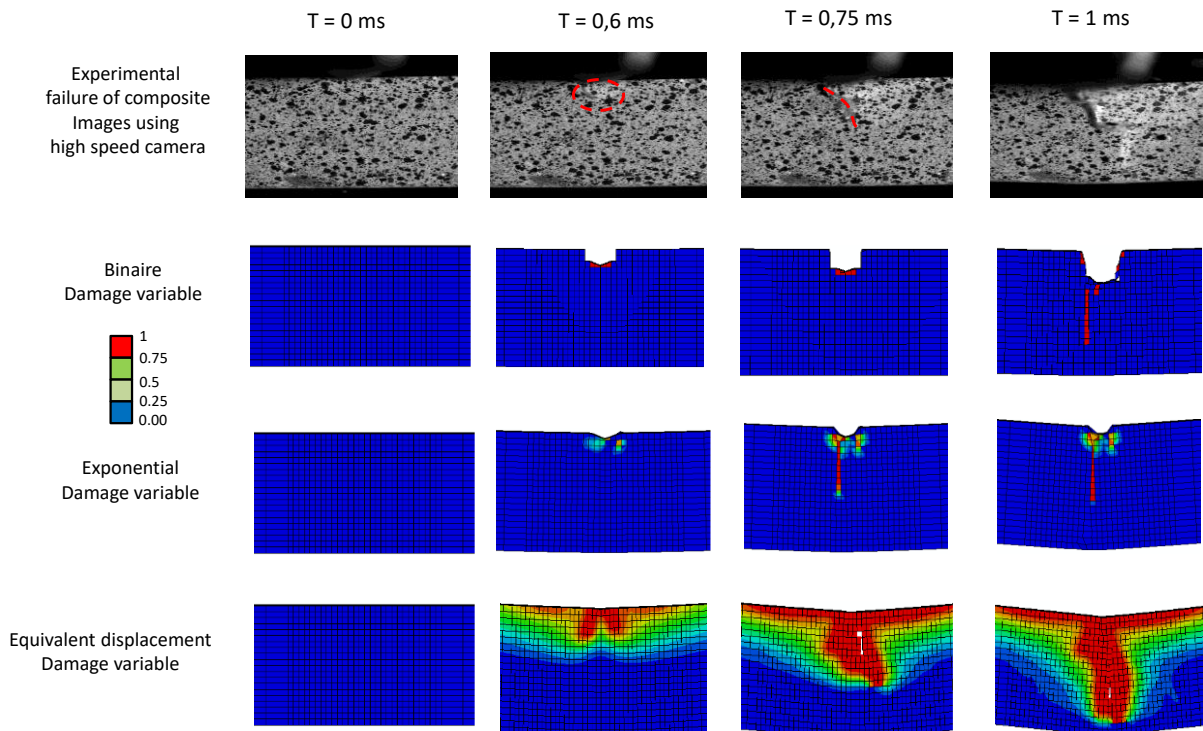 T = 0 ms
T = 0,6 ms
T = 0,75 ms
T = 1 ms
Experimental
failure of composite
Images using
high speed camera
Binaire
Damage variable
1
0.75
0.5
0.25
0.00
Exponential
Damage variable
Equivalent displacement
Damage variable